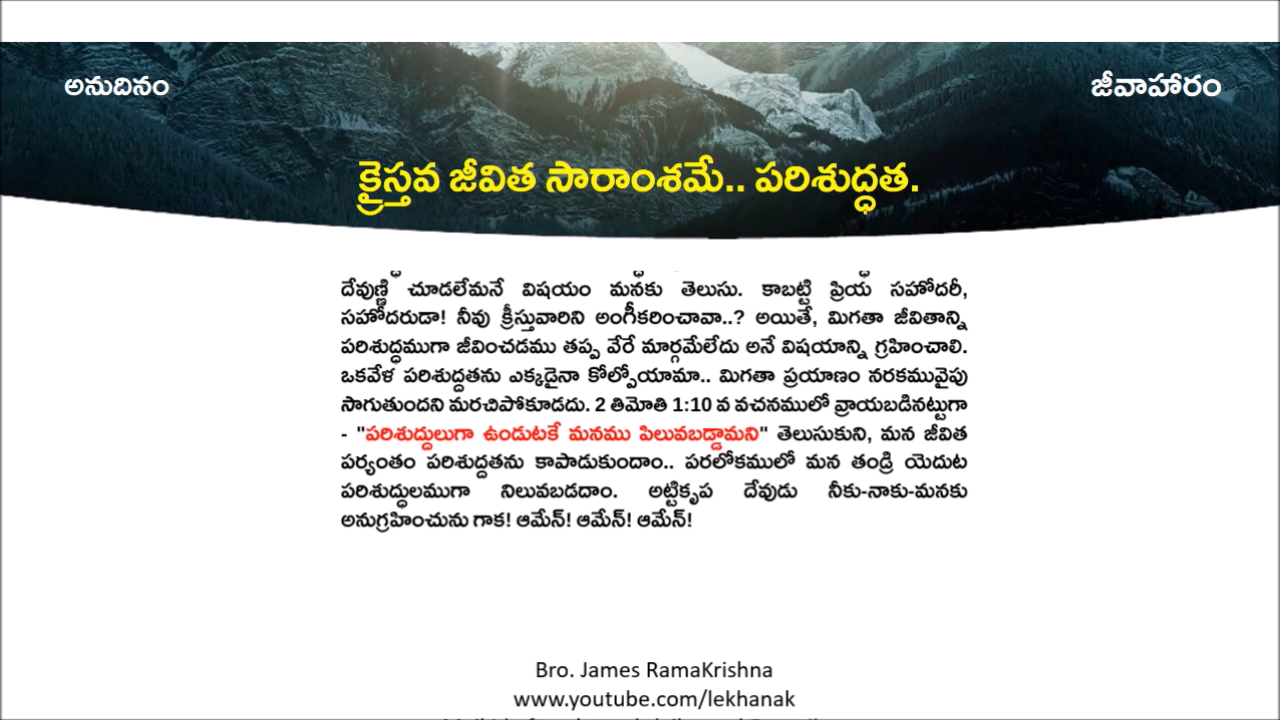 అనుదినం
జీవాహారం
క్రైస్తవ జీవిత సారాంశమే.. పరిశుద్ధత.
దేవుణ్ణి చూడలేమనే విషయం మనకు తెలుసు. కాబట్టి ప్రియ సహోదరీ,
సహోదరుడా! నీవు క్రీస్తువారిని అంగీకరించావా..? అయితే, మిగతా జీవితాన్ని
పరిశుద్ధముగా జీవించడము తప్ప వేరే మార్గమేలేదు అనే విషయాన్ని గ్రహించాలి.
ఒకవేళ పరిశుద్దతను ఎక్కడైనా కోల్పోయామా.. మిగతా ప్రయాణం నరకమువైపు
సాగుతుందని మరచిపోకూడదు. 2 తిమోతి 1:10 వ వచనములో వ్రాయబడినట్టుగా
- "పరిశుద్దులుగా ఉండుటకే మనము పిలువబడ్డామని" తెలుసుకుని, మన జీవిత
పర్యంతం పరిశుద్దతను కాపాడుకుందాం.. పరలోకములో మన తండ్రి యెదుట
పరిశుద్ధులముగా నిలువబడదాం. అట్టికృప దేవుడు నీకు-నాకు-మనకు
అనుగ్రహించును గాక! ఆమేన్! ఆమేన్! ఆమేన్!
Bro. James RamaKrishna
www.youtube.com/lekhanak